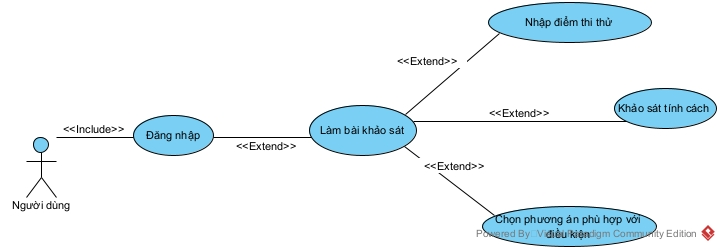 Nhập điểm thi thử
<<Extend>>
Khảo sát tính cách
<<Extend>>
<<Include>>
Đăng nhập
Làm bài khảo sát
<<Extend>>
<<Extend>>
Người dùng
Chọn phương án phù hợp với
điều kiện
Powered By: Visual Paradigm Community Edition